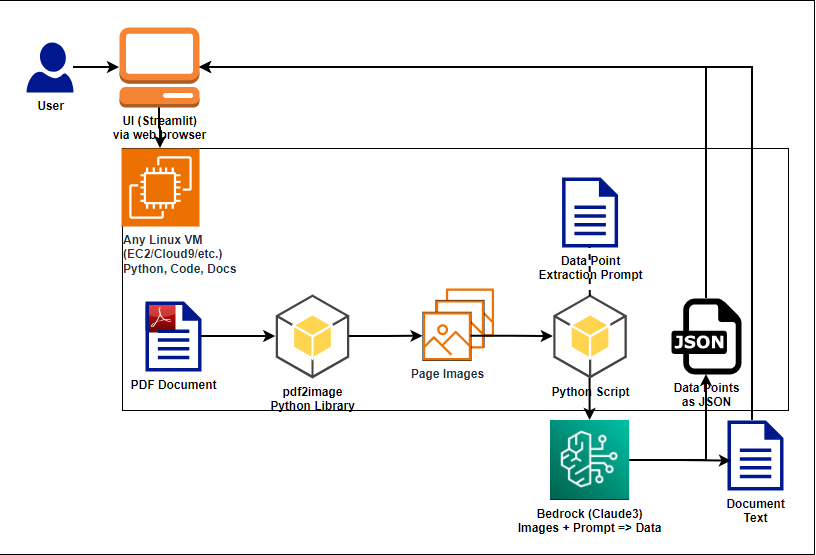 User
UI (Streamlit)
via web browser
Any Linux VM
(EC2/Cloud9/etc.)
Python, Code, Docs
Data Point
Extraction Prompt
PDF Document
pdf2image
Python Library
Page Images
Python Script
JSON
Data Points
as JSON
Bedrock (Claude3)
Images + Prompt => Data
Document
Text